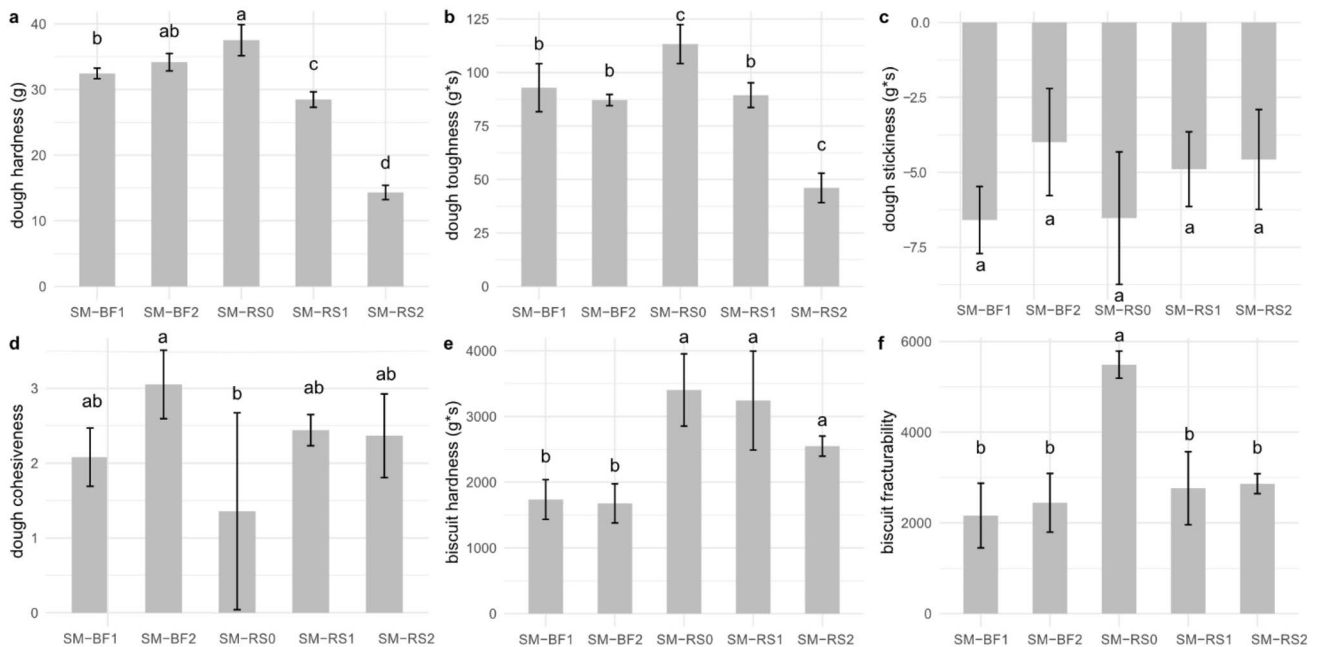 a
dough hardness (g)
40
30
20
10
0
b
ab
a
c
d
SM−BF1 SM−BF2 SM−RS0 SM−RS1 SM−RS2
b
dough toughness (g*s)
125
100
75
50
25
0
b
b
c
b
c
SM−BF1 SM−BF2 SM−RS0 SM−RS1 SM−RS2
c
dough stickiness (g*s)
0.0
−2.5
−5.0
−7.5
a
a
a
a
a
SM−BF1 SM−BF2 SM−RS0 SM−RS1 SM−RS2
d
dough cohesiveness
3
2
1
0
ab
a
b
ab
ab
SM−BF1 SM−BF2 SM−RS0 SM−RS1 SM−RS2
e
biscuit hardness (g*s)
4000
3000
2000
1000
0
b
b
a
a
a
SM−BF1 SM−BF2 SM−RS0 SM−RS1 SM−RS2
f
biscuit fracturability
6000
4000
2000
0
b
b
a
b
b
SM−BF1 SM−BF2 SM−RS0 SM−RS1 SM−RS2